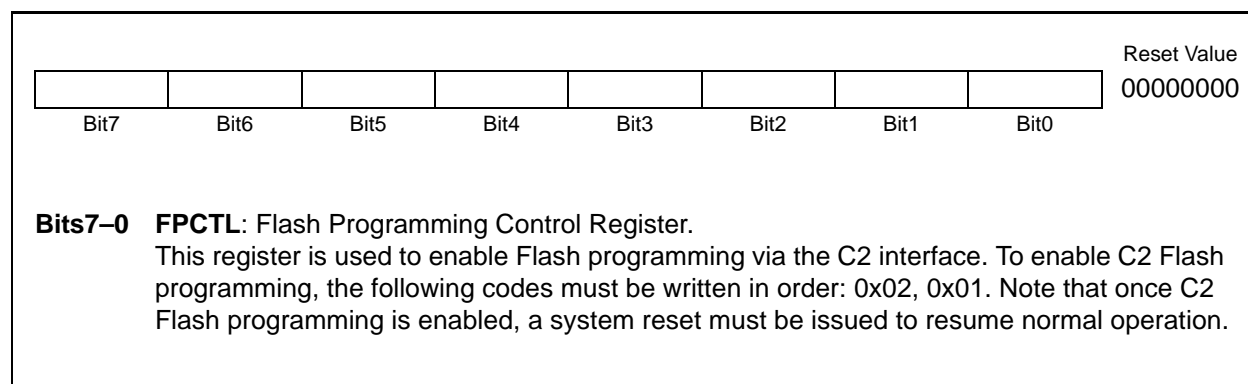 Reset Value
00000000
Bit7 Bit6 Bit5 Bit4 Bit3 Bit2 Bit1 Bit0
Bits7–0 FPCTL: Flash Programming Control Register.
This register is used to enable Flash programming via the C2 interface. To enable C2 Flash
programming, the following codes must be written in order: 0x02, 0x01. Note that once C2
Flash programming is enabled, a system reset must be issued to resume normal operation.